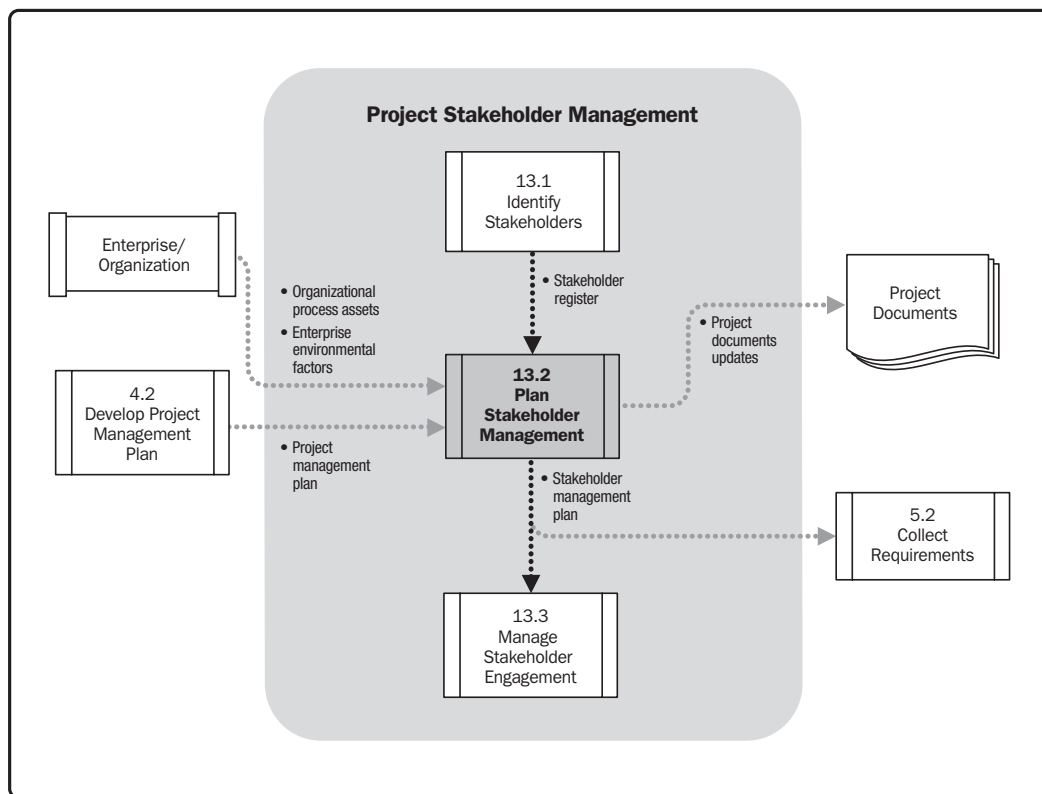 Project Stakeholder Management
13.1
Identify
Stakeholders
Enterprise/
Organization
• Organizational
process assets
• Enterprise
environmental
factors
• Stakeholder
register
Project
Documents
• Project
documents
updates
13.2
Plan
Stakeholder
Management
4.2
Develop Project
Management
Plan
• Project
management
plan
• Stakeholder
management
plan
5.2
Collect
Requirements
13.3
Manage
Stakeholder
Engagement